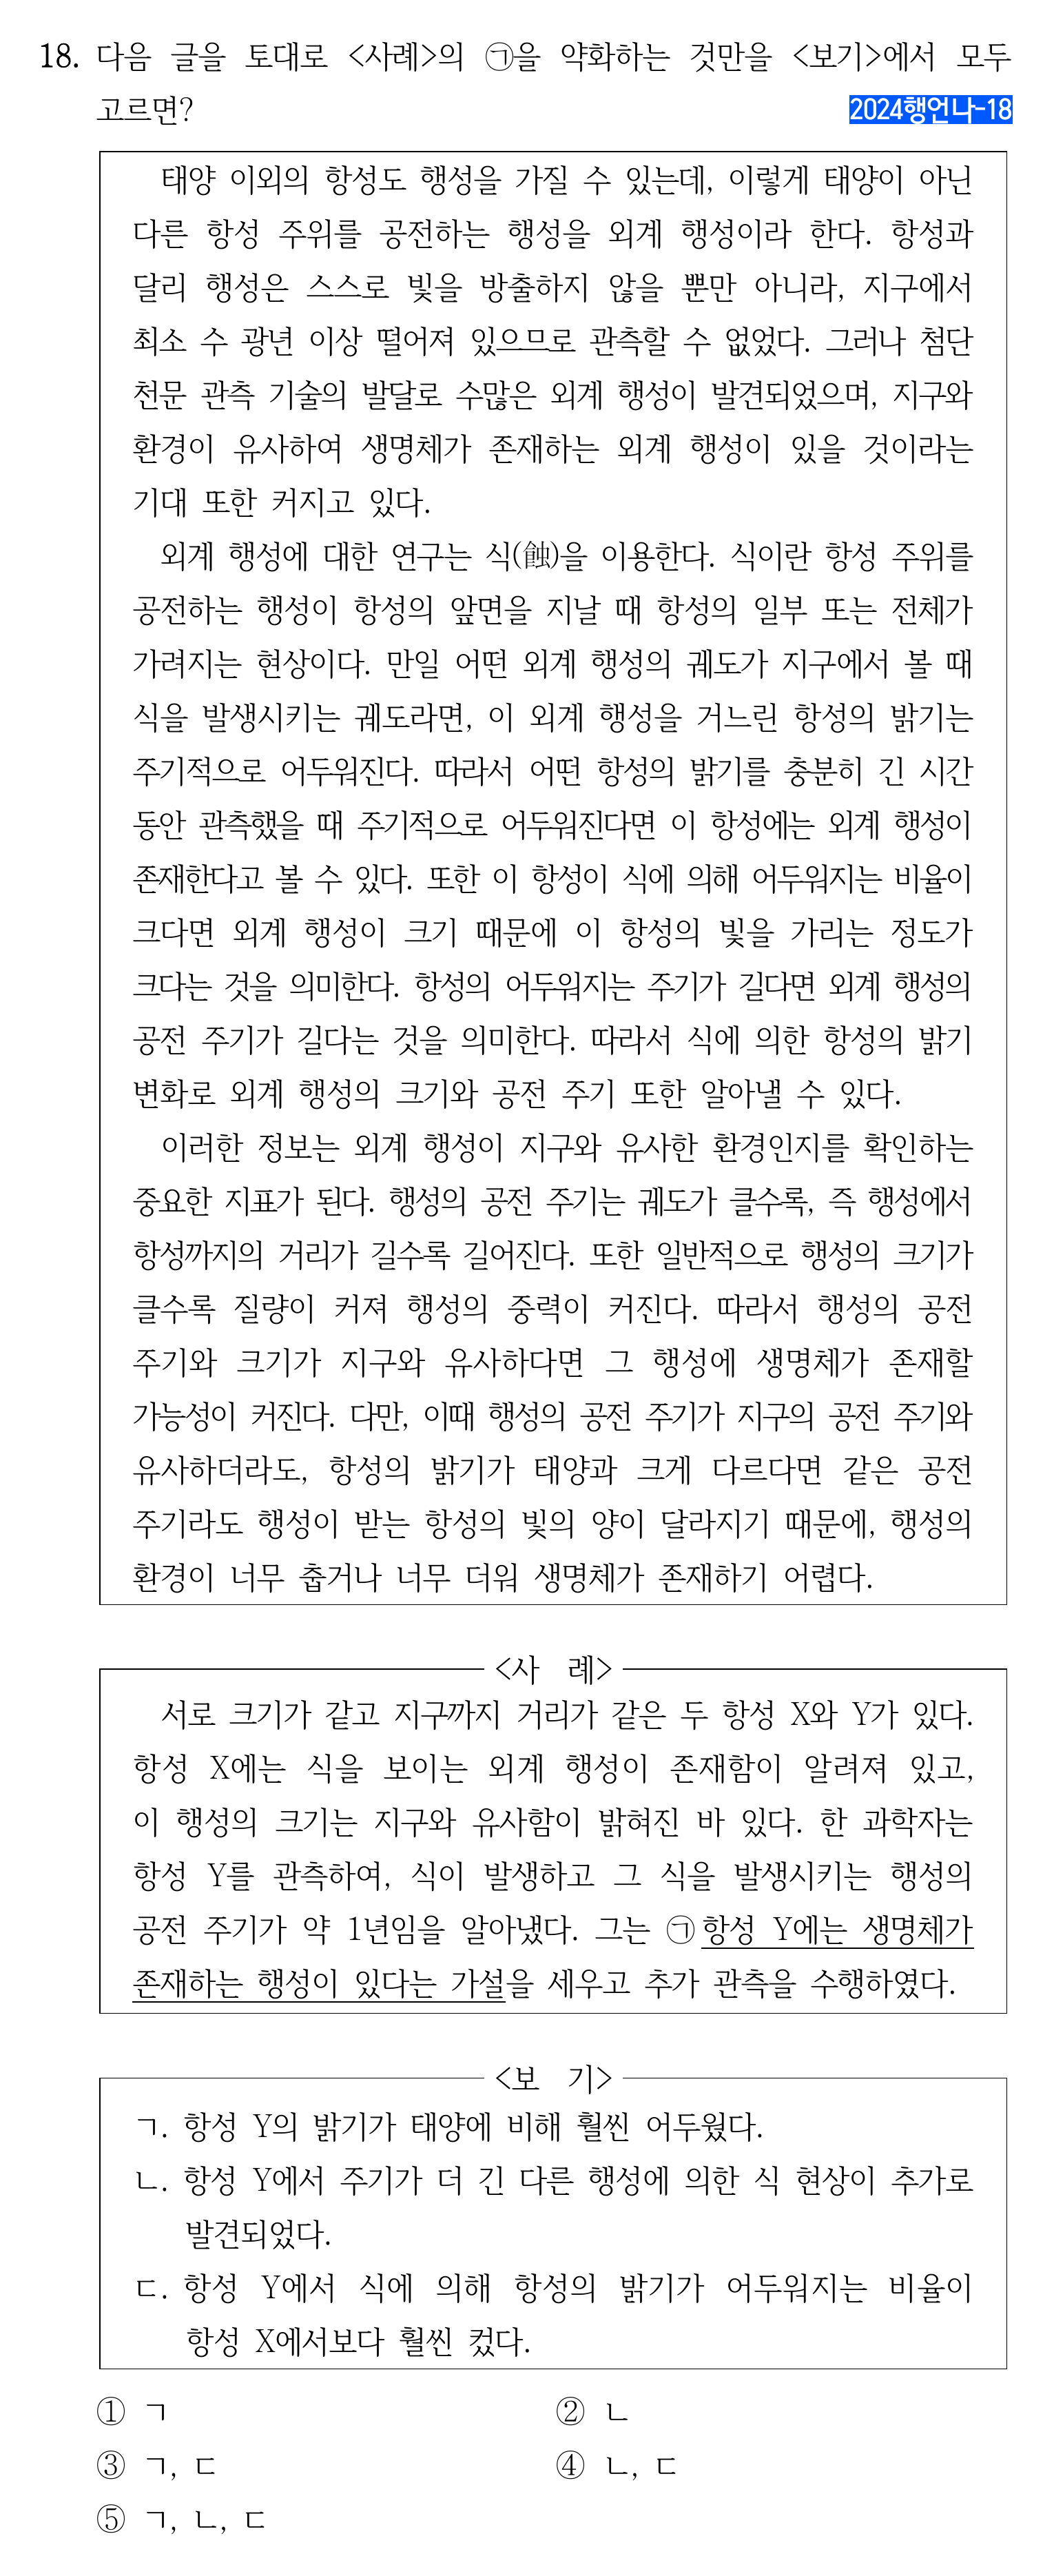 18. 다음 글을 토대로 <사례>의 ㉠을 약화하는 것만을 <보기>에서 모두
고르면?
2024행언나-18
태양 이외의 항성도 행성을 가질 수 있는데, 이렇게 태양이 아닌
다른 항성 주위를 공전하는 행성을 외계 행성이라 한다. 항성과
달리 행성은 스스로 빛을 방출하지 않을 뿐만 아니라, 지구에서
최소 수 광년 이상 떨어져 있으므로 관측할 수 없었다. 그러나 첨단
천문 관측 기술의 발달로 수많은 외계 행성이 발견되었으며, 지구와
환경이 유사하여 생명체가 존재하는 외계 행성이 있을 것이라는
기대 또한 커지고 있다.
외계 행성에 대한 연구는 식(蝕)을 이용한다. 식이란 항성 주위를
공전하는 행성이 항성의 앞면을 지날 때 항성의 일부 또는 전체가
가려지는 현상이다. 만일 어떤 외계 행성의 궤도가 지구에서 볼 때
식을 발생시키는 궤도라면, 이 외계 행성을 거느린 항성의 밝기는
주기적으로 어두워진다. 따라서 어떤 항성의 밝기를 충분히 긴 시간
동안 관측했을 때 주기적으로 어두워진다면 이 항성에는 외계 행성이
존재한다고 볼 수 있다. 또한 이 항성이 식에 의해 어두워지는 비율이
크다면 외계 행성이 크기 때문에 이 항성의 빛을 가리는 정도가
크다는 것을 의미한다. 항성의 어두워지는 주기가 길다면 외계 행성의
공전 주기가 길다는 것을 의미한다. 따라서 식에 의한 항성의 밝기
변화로 외계 행성의 크기와 공전 주기 또한 알아낼 수 있다.
이러한 정보는 외계 행성이 지구와 유사한 환경인지를 확인하는
중요한 지표가 된다. 행성의 공전 주기는 궤도가 클수록, 즉 행성에서
항성까지의 거리가 길수록 길어진다. 또한 일반적으로 행성의 크기가
클수록 질량이 커져 행성의 중력이 커진다. 따라서 행성의 공전
주기와 크기가 지구와 유사하다면 그 행성에 생명체가 존재할
가능성이 커진다. 다만, 이때 행성의 공전 주기가 지구의 공전 주기와
유사하더라도, 항성의 밝기가 태양과 크게 다르다면 같은 공전
주기라도 행성이 받는 항성의 빛의 양이 달라지기 때문에, 행성의
환경이 너무 춥거나 너무 더워 생명체가 존재하기 어렵다.
<사 례>
서로 크기가 같고 지구까지 거리가 같은 두 항성 X와 Y가 있다.
항성 X에는 식을 보이는 외계 행성이 존재함이 알려져 있고,
이 행성의 크기는 지구와 유사함이 밝혀진 바 있다. 한 과학자는
항성 Y를 관측하여, 식이 발생하고 그 식을 발생시키는 행성의
공전 주기가 약 1년임을 알아냈다. 그는 ㉠항성 Y에는 생명체가
존재하는 행성이 있다는 가설을 세우고 추가 관측을 수행하였다.
<보 기>
ㄱ. 항성 Y의 밝기가 태양에 비해 훨씬 어두웠다.
ㄴ. 항성 Y에서 주기가 더 긴 다른 행성에 의한 식 현상이 추가로
발견되었다.
ㄷ. 항성 Y에서 식에 의해 항성의 밝기가 어두워지는 비율이
항성 X에서보다 훨씬 컸다.
① ㄱ ② ㄴ
③ ㄱ, ㄷ ④ ㄴ, ㄷ
⑤ ㄱ, ㄴ, ㄷ